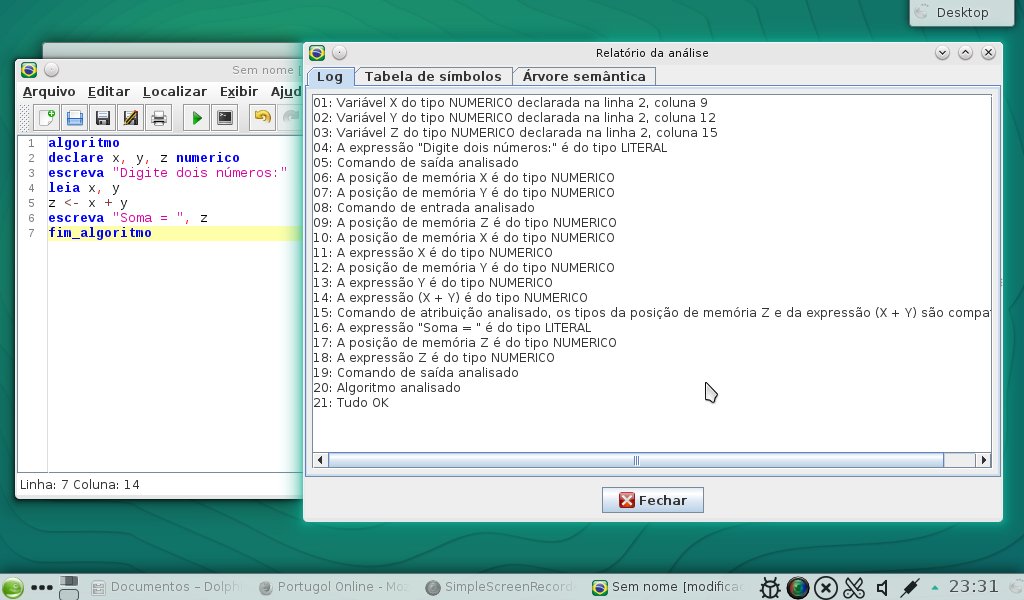 Desktop
Sem nome [
Arquivo Editar Localizar Exibir Ajud
1 algoritmo
2 declare x, y, z numerico
3 escreva "Digite dois números:"
4 leia x, y
5 z <- x + y
6 escreva "Soma = ", z
7 fim_algoritmo
Linha: 7 Coluna: 14
Relatório da análise
Log Tabela de símbolos Árvore semântica
01: Variável X do tipo NUMERICO declarada na linha 2, coluna 9
02: Variável Y do tipo NUMERICO declarada na linha 2, coluna 12
03: Variável Z do tipo NUMERICO declarada na linha 2, coluna 15
04: A expressão "Digite dois números:" é do tipo LITERAL
05: Comando de saída analisado
06: A posição de memória X é do tipo NUMERICO
07: A posição de memória Y é do tipo NUMERICO
08: Comando de entrada analisado
09: A posição de memória Z é do tipo NUMERICO
10: A posição de memória X é do tipo NUMERICO
11: A expressão X é do tipo NUMERICO
12: A posição de memória Y é do tipo NUMERICO
13: A expressão Y é do tipo NUMERICO
14: A expressão (X + Y) é do tipo NUMERICO
15: Comando de atribuição analisado, os tipos da posição de memória Z e da expressão (X + Y) são compat
16: A expressão "Soma = " é do tipo LITERAL
17: A posição de memória Z é do tipo NUMERICO
18: A expressão Z é do tipo NUMERICO
19: Comando de saída analisado
20: Algoritmo analisado
21: Tudo OK
Fechar
Documentos – Dolphi Portugol Online - Moz SimpleScreenRecord Sem nome [modifica 23:31